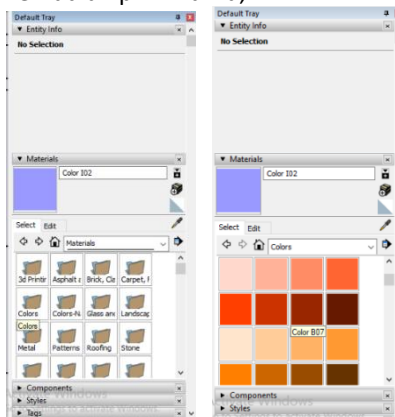 Default Tray
▼ Entity Info
No Selection
▼ Materials
Color I02
Select Edit
Materials
3d Printin Asphalt a Brick, Cla Carpet, F
Colors Colors-Na Glass and Landscap
Colors
Metal Patterns Roofing Stone
► Components
► Styles
► Tags
Default Tray
▼ Entity Info
No Selection
▼ Materials
Color I02
Select Edit
Colors
Color B07
► Components
► Styles